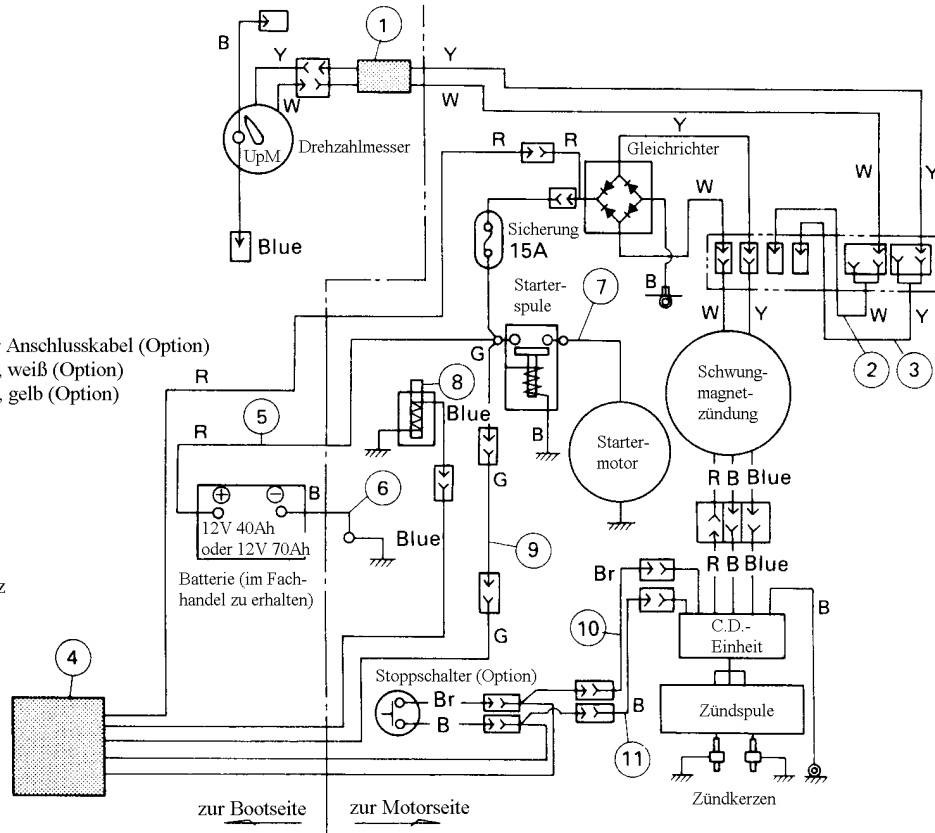 1
B
Y
Y
W
W
UpM
Drehzahlmesser
R
R
Y
Gleichrichter
W
W
Y
Blue
Sicherung
15A
B
Starter-
spule
7
W
Y
W
Y
2
3
Anschlusskabel (Option)
, weiß (Option)
, gelb (Option)
R
G
8
Blue
5
R
B
Schwung-
magnet-
zündung
Starter-
motor
G
⊕
⊖
B
6
12V 40Ah
oder 12V 70Ah
Blue
R B Blue
9
Batterie (im Fach-
handel zu erhalten)
z
R B Blue
Br
B
G
10
C.D.-
Einheit
4
Stoppschalter (Option)
Br
B
B
11
Zündspule
Zündkerzen
zur Bootseite
zur Motorseite